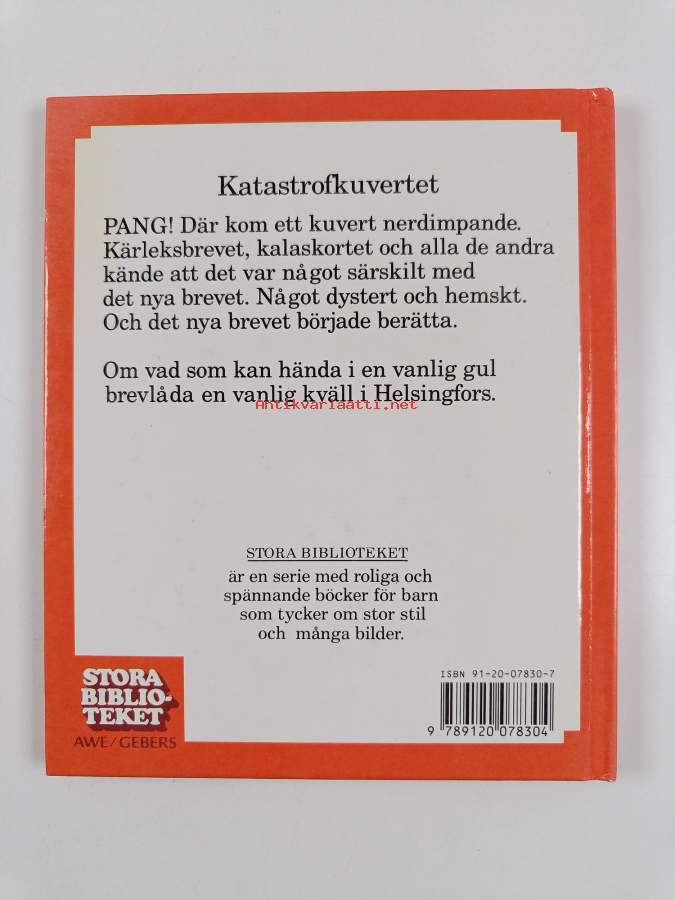 Katastrofkuvertet
PANG! Där kom ett kuvert nerdimpande.
Kärleksbrevet, kalaskortet och alla de andra
kände att det var något särskilt med
det nya brevet. Något dystert och hemskt.
Och det nya brevet började berätta.
Om vad som kan hända i en vanlig gul
brevlåda en vanlig kväll i Helsingfors.
Antikvariaatti.net
STORA BIBLIOTEKET
är en serie med roliga och
spännande böcker för barn
som tycker om stor stil
och många bilder.
STORA
BIBLIO-
TEKET
AWE/GEBERS
ISBN 91-20-07830-7
9 789120 078304